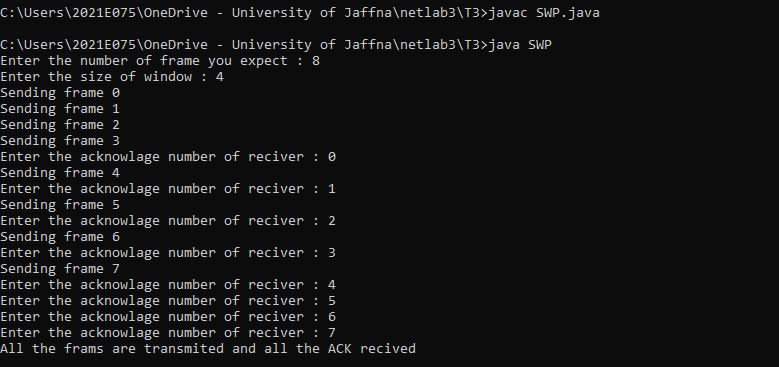 C:\Users\2021E075\OneDrive - University of Jaffna\netlab3\T3>javac SWP.java
C:\Users\2021E075\OneDrive - University of Jaffna\netlab3\T3>java SWP
Enter the number of frame you expect : 8
Enter the size of window : 4
Sending frame 0
Sending frame 1
Sending frame 2
Sending frame 3
Enter the acknowlage number of reciver : 0
Sending frame 4
Enter the acknowlage number of reciver : 1
Sending frame 5
Enter the acknowlage number of reciver : 2
Sending frame 6
Enter the acknowlage number of reciver : 3
Sending frame 7
Enter the acknowlage number of reciver : 4
Enter the acknowlage number of reciver : 5
Enter the acknowlage number of reciver : 6
Enter the acknowlage number of reciver : 7
All the frams are transmited and all the ACK recived